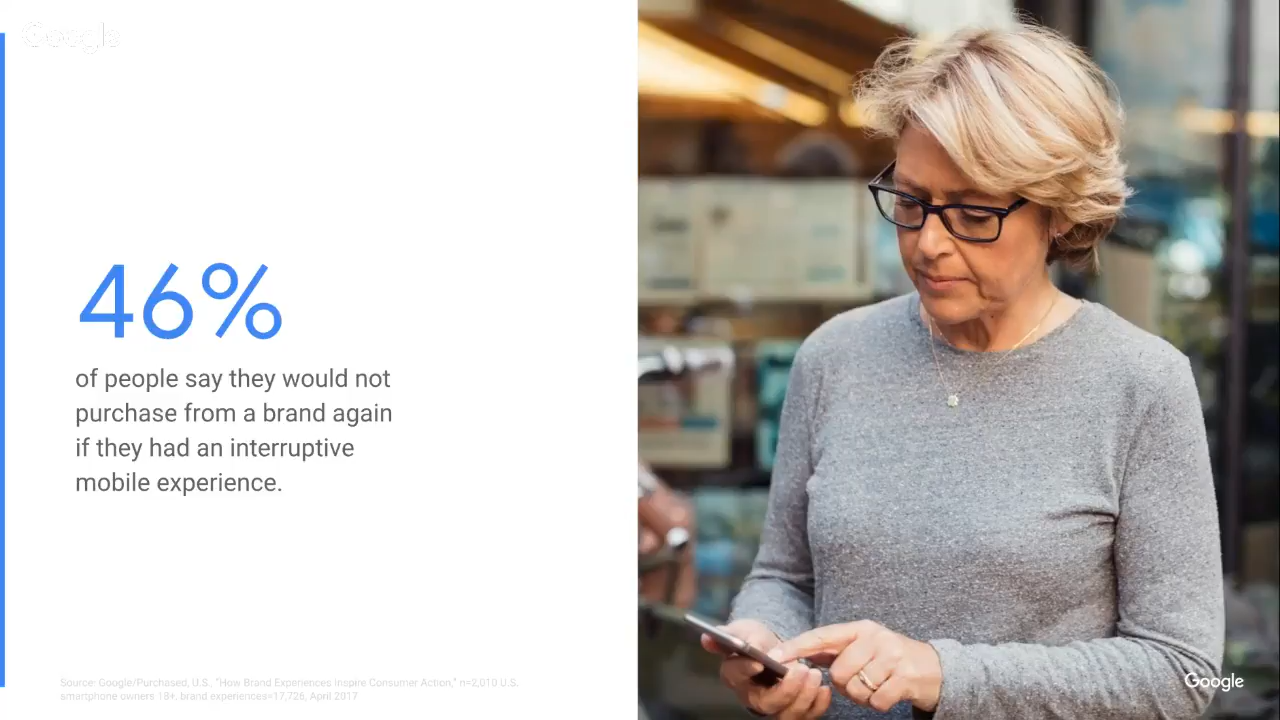 Google
46%
of people say they would not
purchase from a brand again
if they had an interruptive
mobile experience.
Source: Google/Purchased, U.S., "How Brand Experiences Inspire Consumer Action," n=2,010 U.S.
smartphone owners 18+, brand experiences=17,726, April 2017
Google